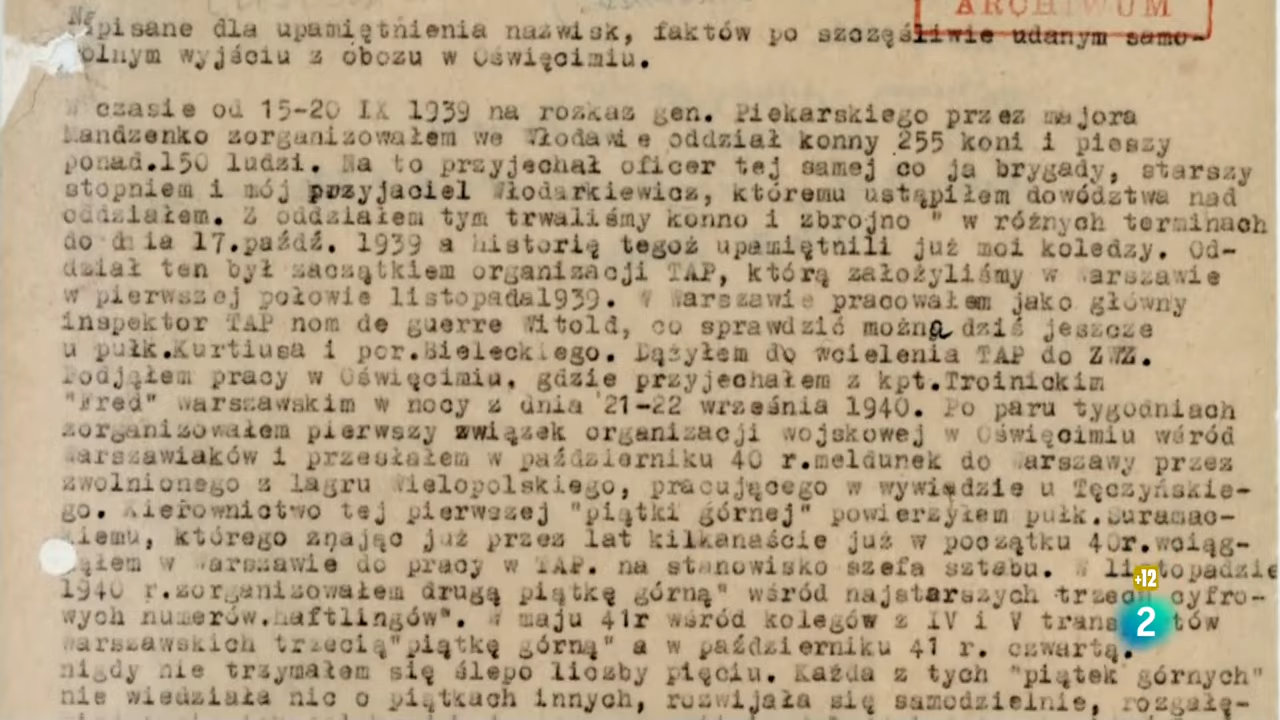 ARCHIWUM
Napisane dla upamiętnienia nazwisk, faktów po szczęśliwie udanym samo-
olnym wyjściu z obozu w Oświęcimiu.
W czasie od 15-20 IX 1939 na rozkaz gen. Piekarskiego przez majora
Mandzenko zorganizowałem we Włodawie oddział konny 255 koni i pieszy
ponad.150 ludzi. Na to przyjechał oficer tej samej co ja brygady, starszy
stopniem i mój przyjaciel Włodarkiewicz, któremu ustąpiłem dowództwa nad
oddziałem. Z oddziałem tym trwaliśmy konno i zbrojno " w różnych terminach
do dnia 17.paźdź. 1939 a historię tegoż upamiętnili już moi koledzy. Od-
dział ten był zaczątkiem organizacji TAP, którą założyliśmy w Warszawie
w pierwszej połowie listopada1939. W Warszawie pracowałem jako główny
inspektor TAP nom de guerre Witold, co sprawdzić można dziś jeszcze
u pułk.Kurtiusa i por.Bieleckiego. Dążyłem do wcielenia TAP do ZWZ.
Podjąłem pracy w Oświęcimiu, gdzie przyjechałem z kpt.Troinickim
"Fred" warszawskim w nocy z dnia 21-22 września 1940. Po paru tygodniach
zorganizowałem pierwszy związek organizacji wojskowej w Oświęcimiu wśród
Warszawiaków i przesłałem w październiku 40 r.meldunek do Warszawy przez
zwolnionego z lagru Wielopolskiego, pracującego w wywiadzie u Tęczyńskie-
go. Kierownictwo tej pierwszej "piątki górnej" powierzyłem pułk.Suramac-
kiemu, którego znając już przez lat kilkanaście już w początku 40r.wciąg-
nąłem w Warszawie do pracy w TAP. na stanowisko szefa sztabu. W listopadzie
1940 r.zorganizowałem drugą piątkę górną" wśród najstarszych trzech cyfro-
wych numerów.haftlingów". W maju 41r wśród kolegów z IV i V transportów
warszawskich trzecią"piątkę górną" a w październiku 41 r. czwartą.
nigdy nie trzymałem się ślepo liczby pięciu. Każda z tych "piątek górnych"
nie wiedziała nic o piątkach innych, rozwijała się samodzielnie, rozgałę-
+12
2